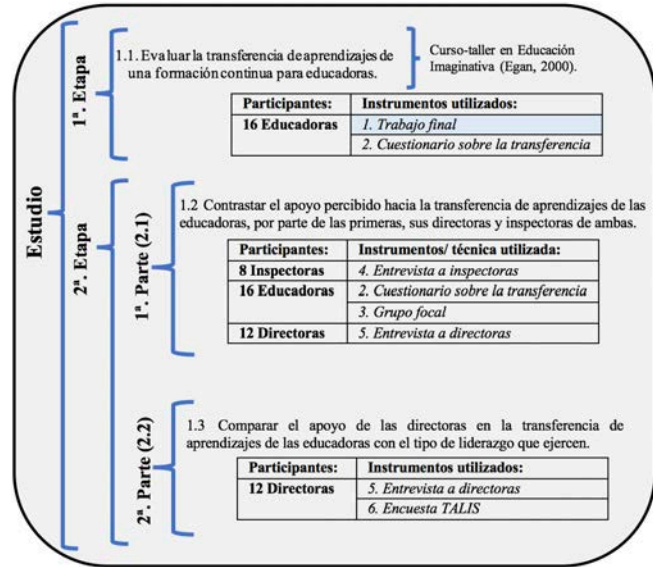 Estudio
1ª. Etapa
1.1. Evaluar la transferencia de aprendizajes de
una formación continua para educadoras.
Curso-taller en Educación
Imaginativa (Egan, 2000).
Participantes: Instrumentos utilizados:
16 Educadoras 1. Trabajo final
2. Cuestionario sobre la transferencia
2ª. Etapa
1ª. Parte (2.1)
1.2 Contrastar el apoyo percibido hacia la transferencia de aprendizajes de las
educadoras, por parte de las primeras, sus directoras y inspectoras de ambas.
Participantes: Instrumentos/ técnica utilizada:
8 Inspectoras 4. Entrevista a inspectoras
16 Educadoras 2. Cuestionario sobre la transferencia
3. Grupo focal
12 Directoras 5. Entrevista a directoras
2ª. Parte (2.2)
1.3 Comparar el apoyo de las directoras en la transferencia de
aprendizajes de las educadoras con el tipo de liderazgo que ejercen.
Participantes: Instrumentos utilizados:
12 Directoras 5. Entrevista a directoras
6. Encuesta TALIS